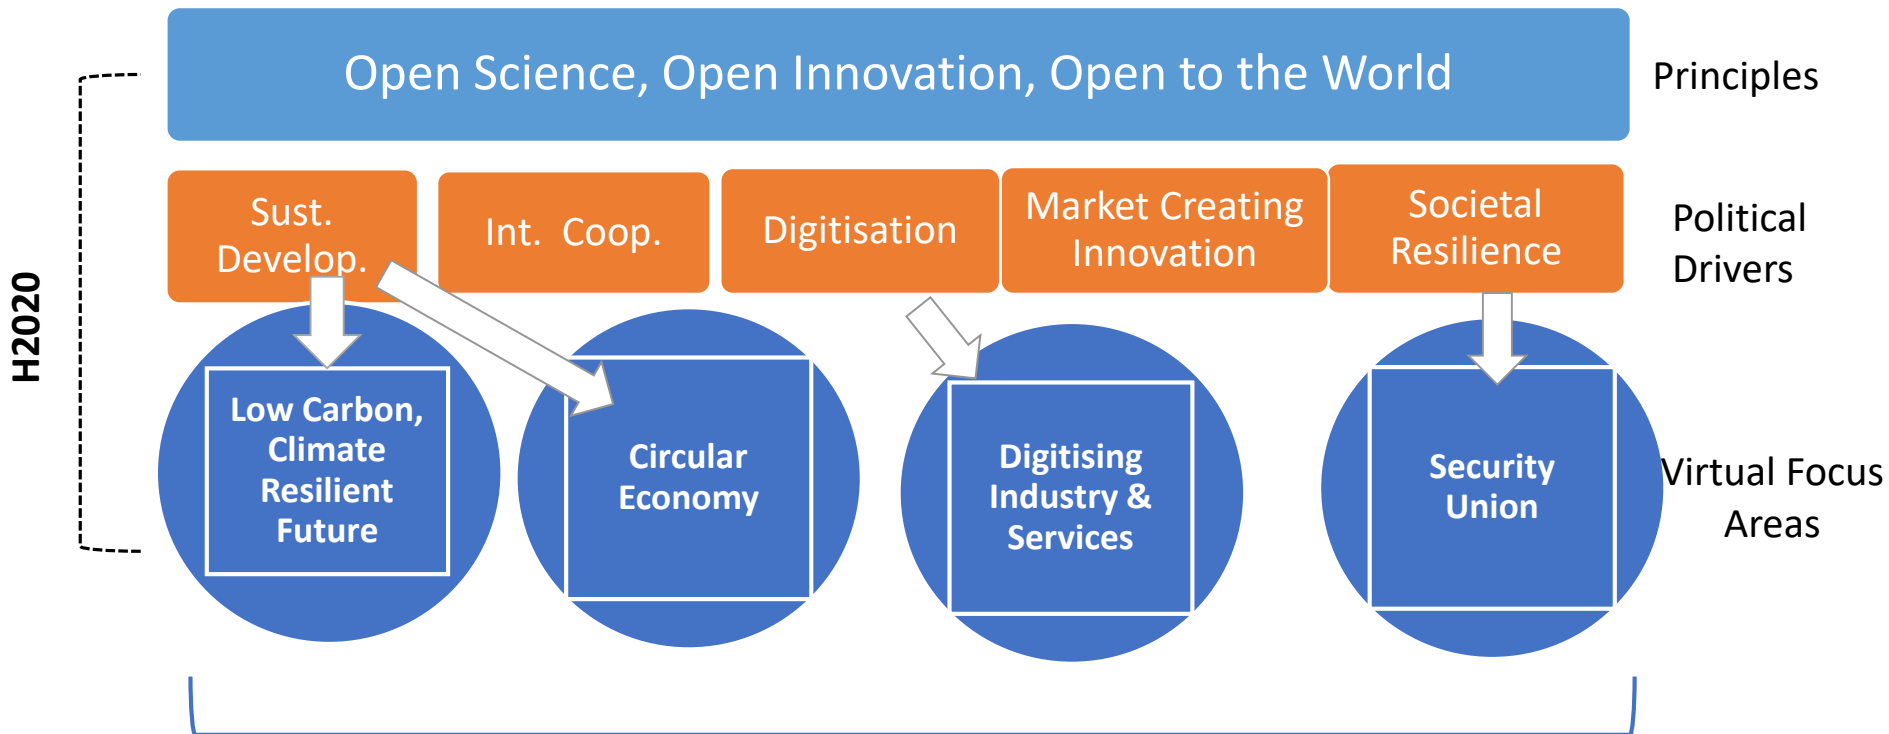 Open Science, Open Innovation, Open to the World
Principles
H2020
Sust.
Develop.
Int. Coop.
Digitisation
Market Creating
Innovation
Societal
Resilience
Political
Drivers
Low Carbon,
Climate
Resilient
Future
Circular
Economy
Digitising
Industry &
Services
Security
Union
Virtual Focus
Areas